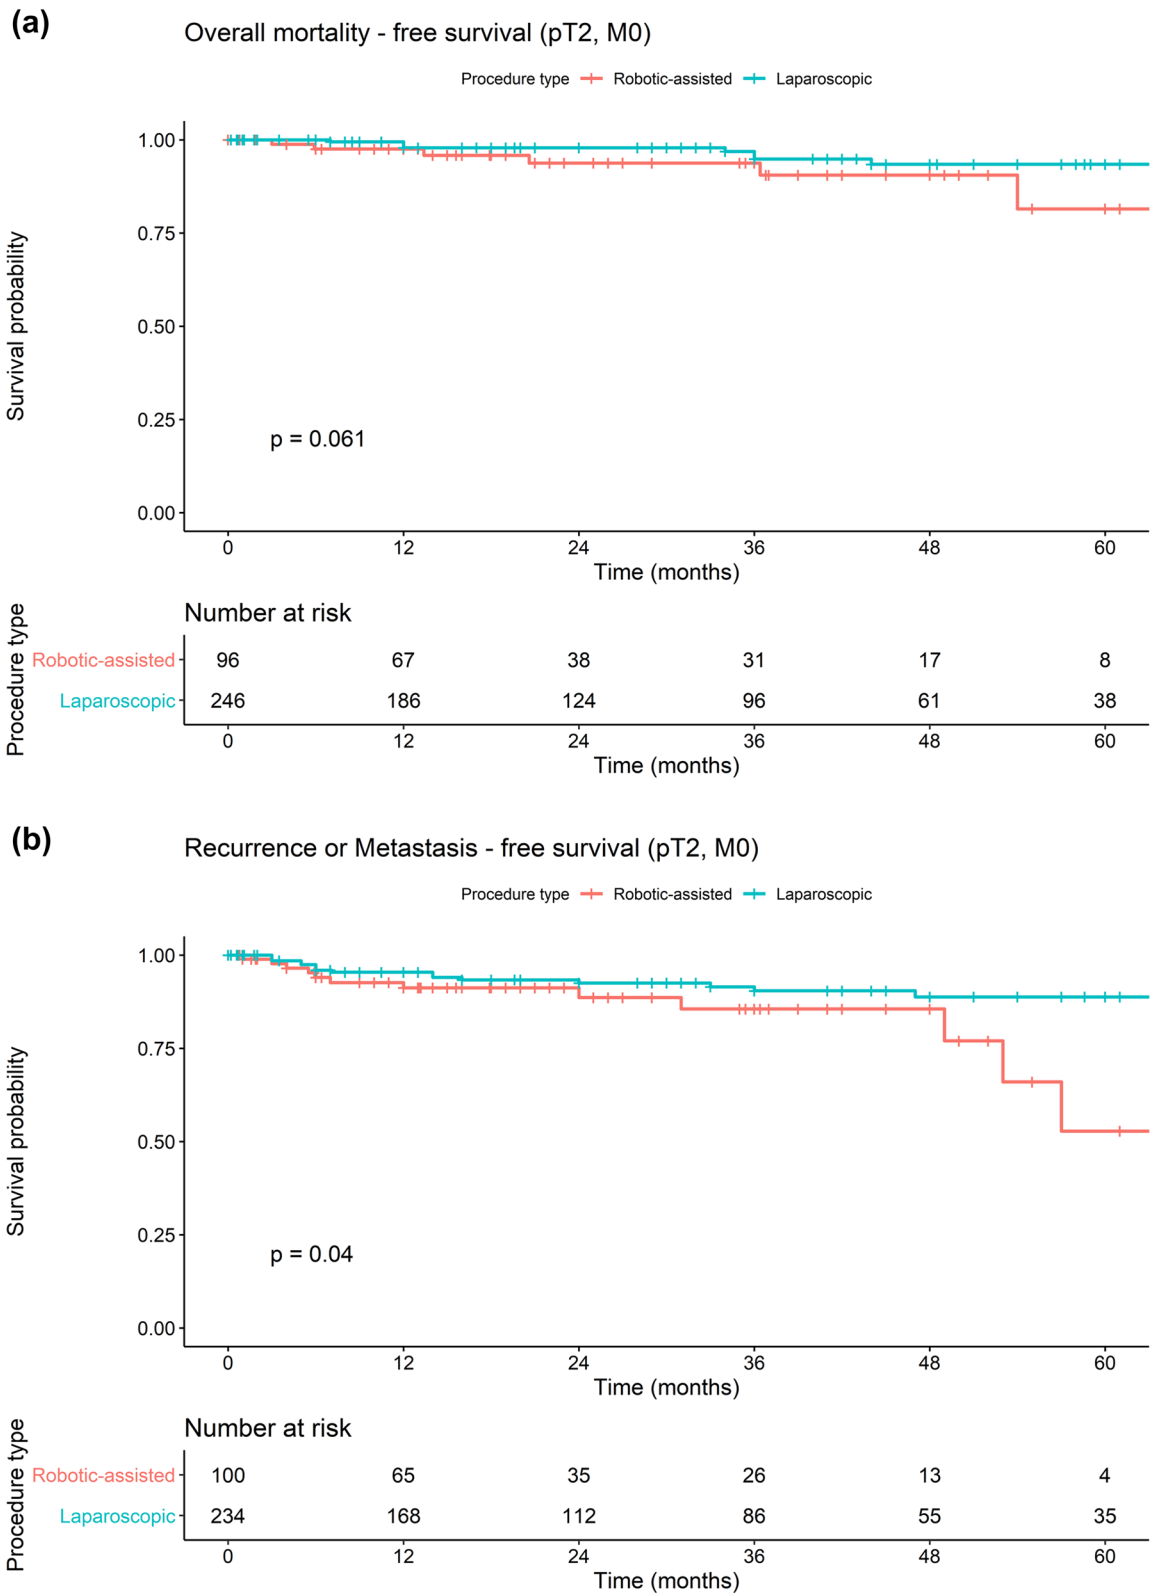 (a)
Overall mortality - free survival (pT2, M0)
Procedure type Robotic-assisted Laparoscopic
Survival probability
1.00
0.75
0.50
0.25
0.00
p = 0.061
0 12 24 36 48 60
Time (months)
Number at risk
Procedure type
Robotic-assisted 96 67 38 31 17 8
Laparoscopic 246 186 124 96 61 38
0 12 24 36 48 60
Time (months)
(b)
Recurrence or Metastasis - free survival (pT2, M0)
Procedure type Robotic-assisted Laparoscopic
Survival probability
1.00
0.75
0.50
0.25
0.00
p = 0.04
0 12 24 36 48 60
Time (months)
Number at risk
Procedure type
Robotic-assisted 100 65 35 26 13 4
Laparoscopic 234 168 112 86 55 35
0 12 24 36 48 60
Time (months)